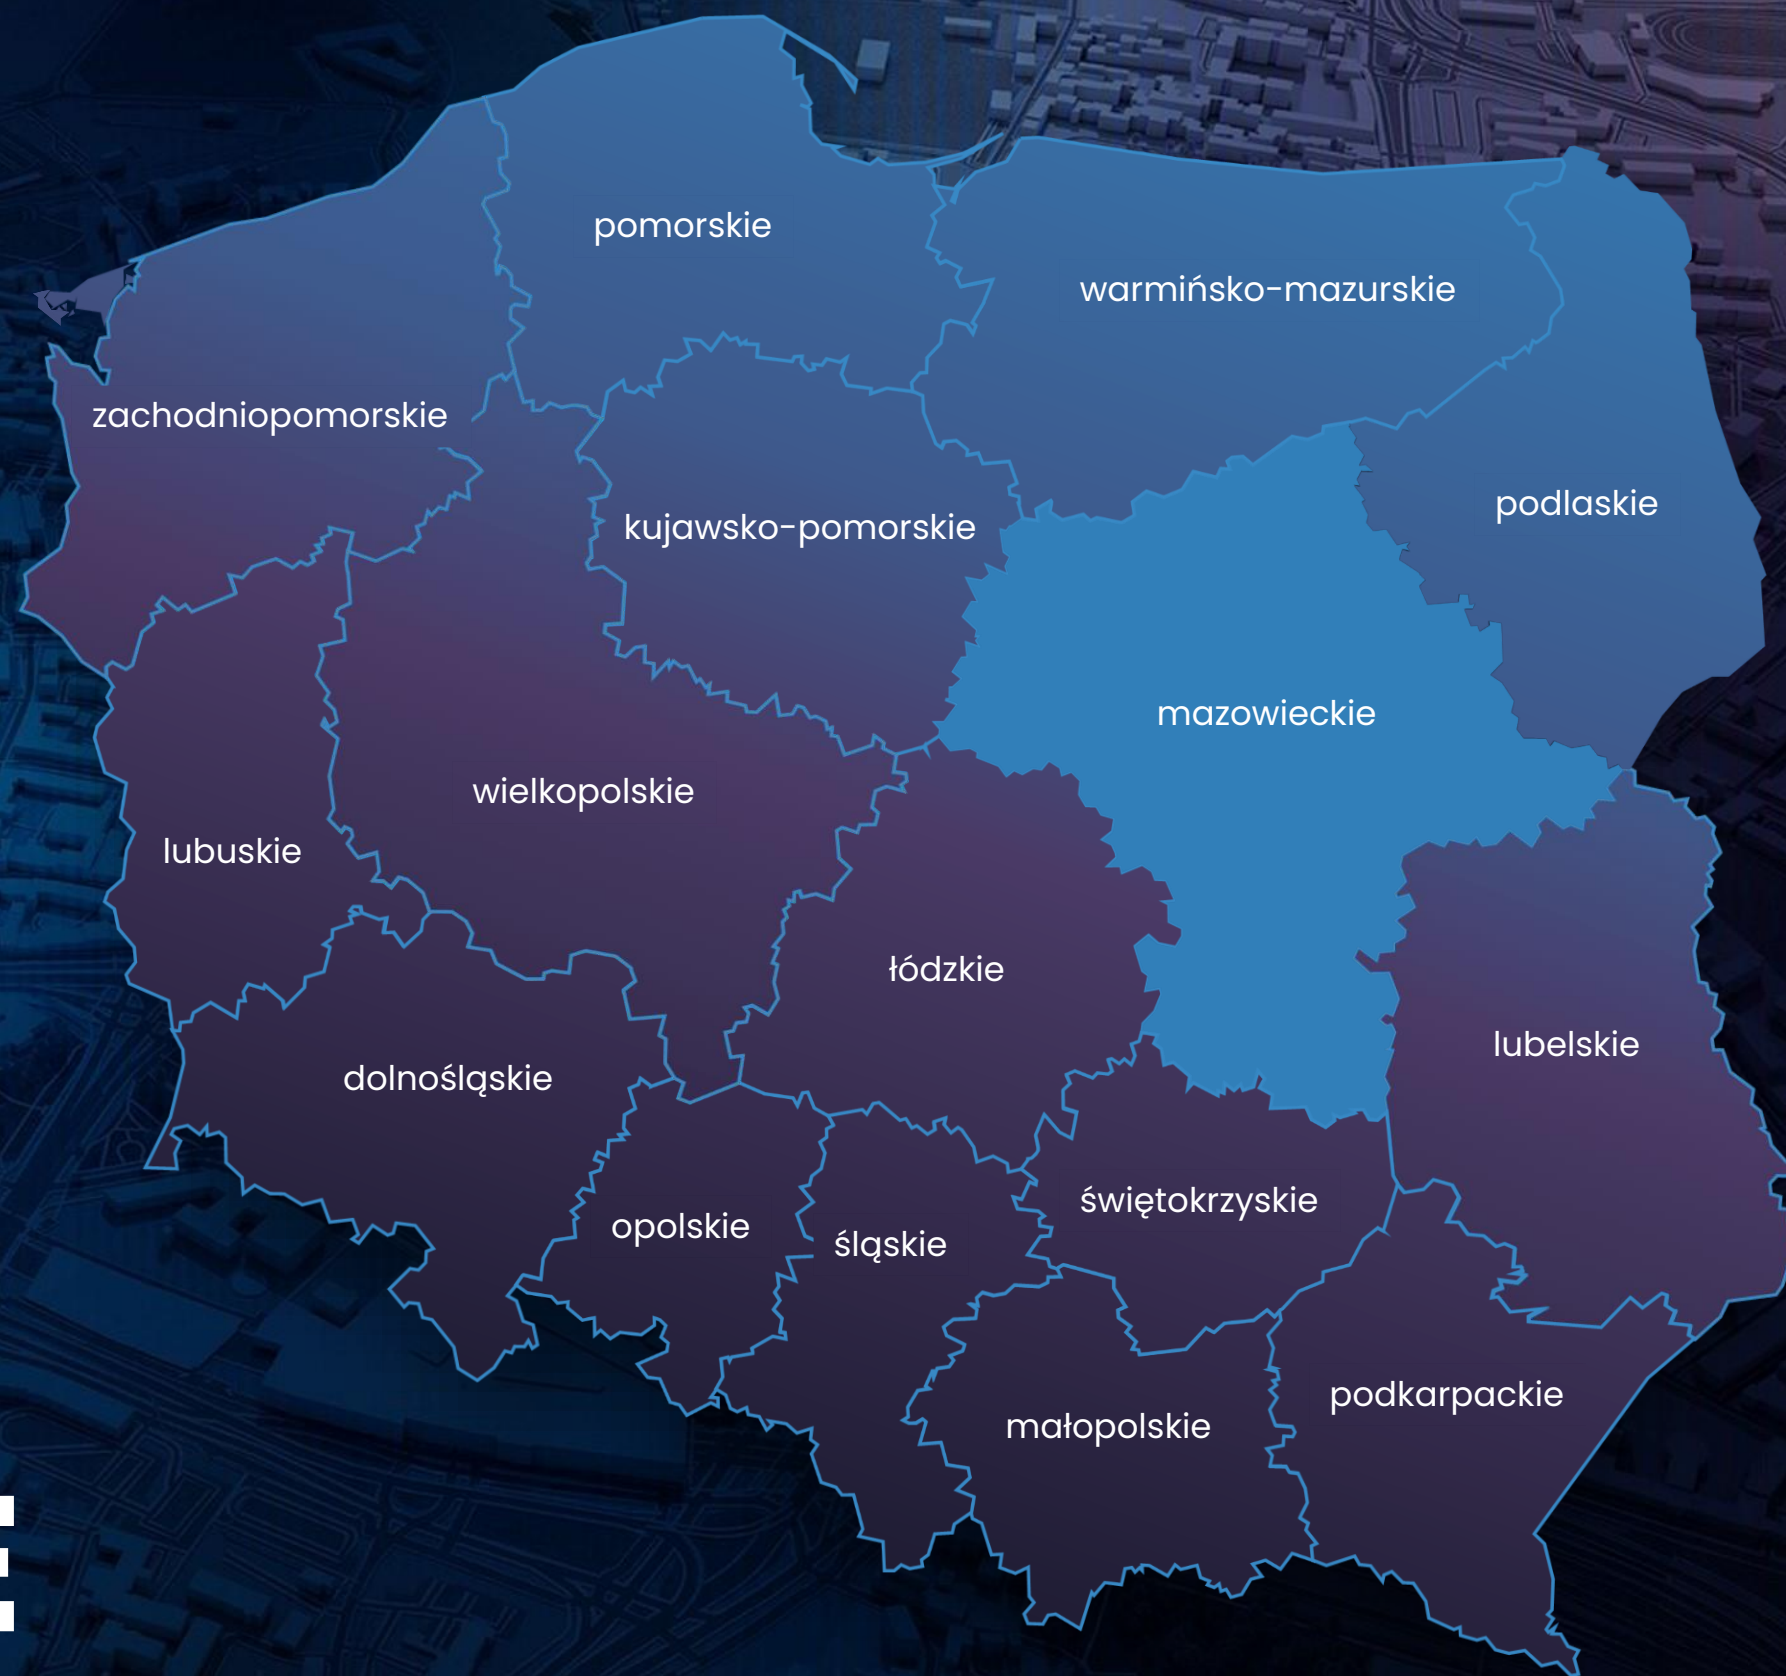 pomorskie
warmińsko-mazurskie
zachodniopomorskie
podlaskie
kujawsko-pomorskie
mazowieckie
wielkopolskie
lubuskie
łódzkie
lubelskie
dolnośląskie
świętokrzyskie
opolskie
śląskie
podkarpackie
małopolskie